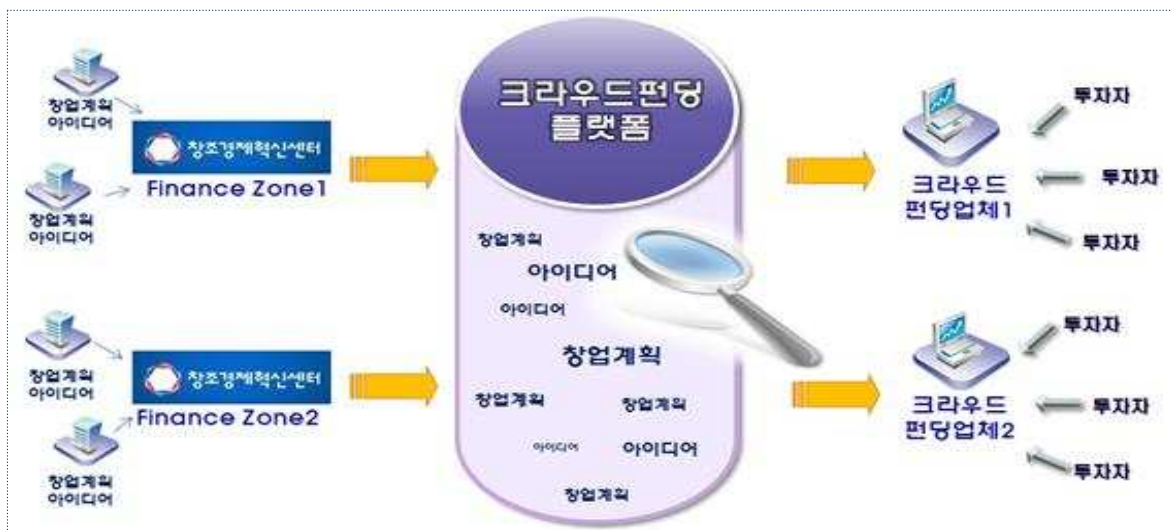 창업계획
아이디어
창조경제혁신센터
Finance Zone1
창업계획
아이디어
창업계획
아이디어
창조경제혁신센터
Finance Zone2
창업계획
아이디어
크라우드펀딩
플랫폼
창업계획
아이디어
아이디어
창업계획
창업계획
창업계획
아이디어
아이디어
창업계획
크라우드
펀딩업체1
투자자
투자자
투자자
크라우드
펀딩업체2
투자자
투자자
투자자